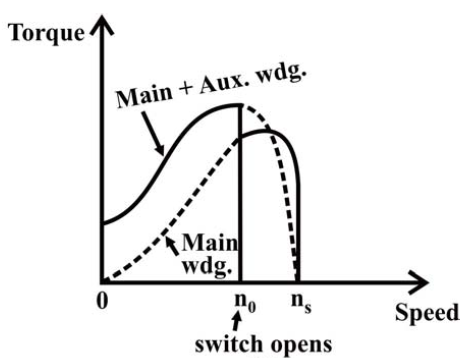 Torque
Main + Aux. wdg.
Main
wdg.
0
n₀
nₛ
Speed
switch opens